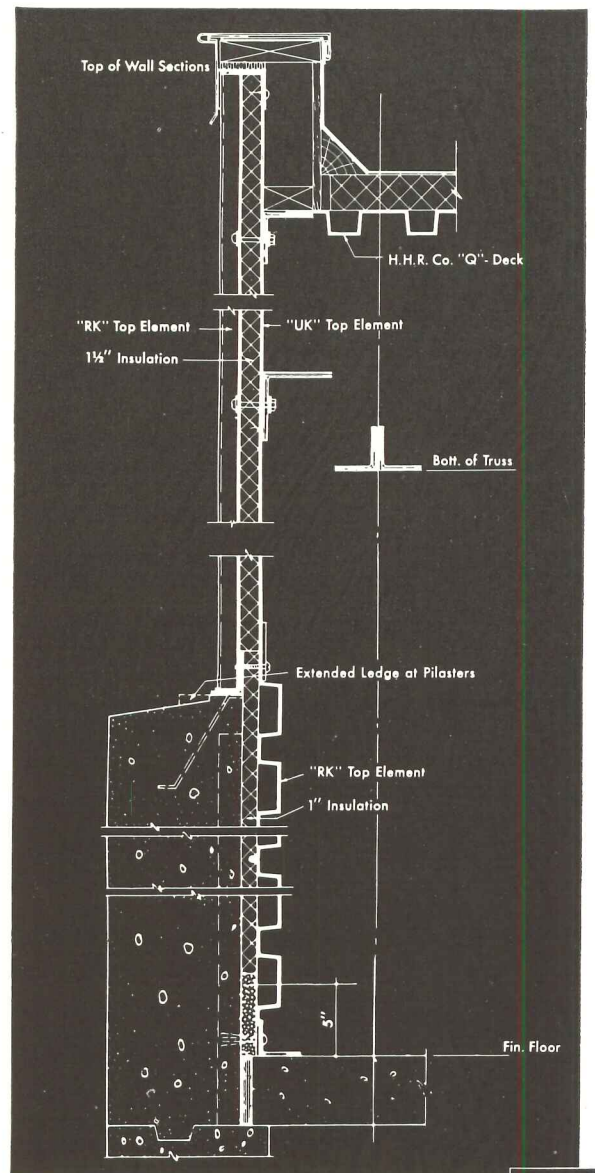 Top of Wall Sections
H.H.R. Co. "Q"- Deck
"RK" Top Element
"UK" Top Element
1½" Insulation
Bott. of Truss
Extended Ledge at Pilasters
"RK" Top Element
1" Insulation
5"
Fin. Floor